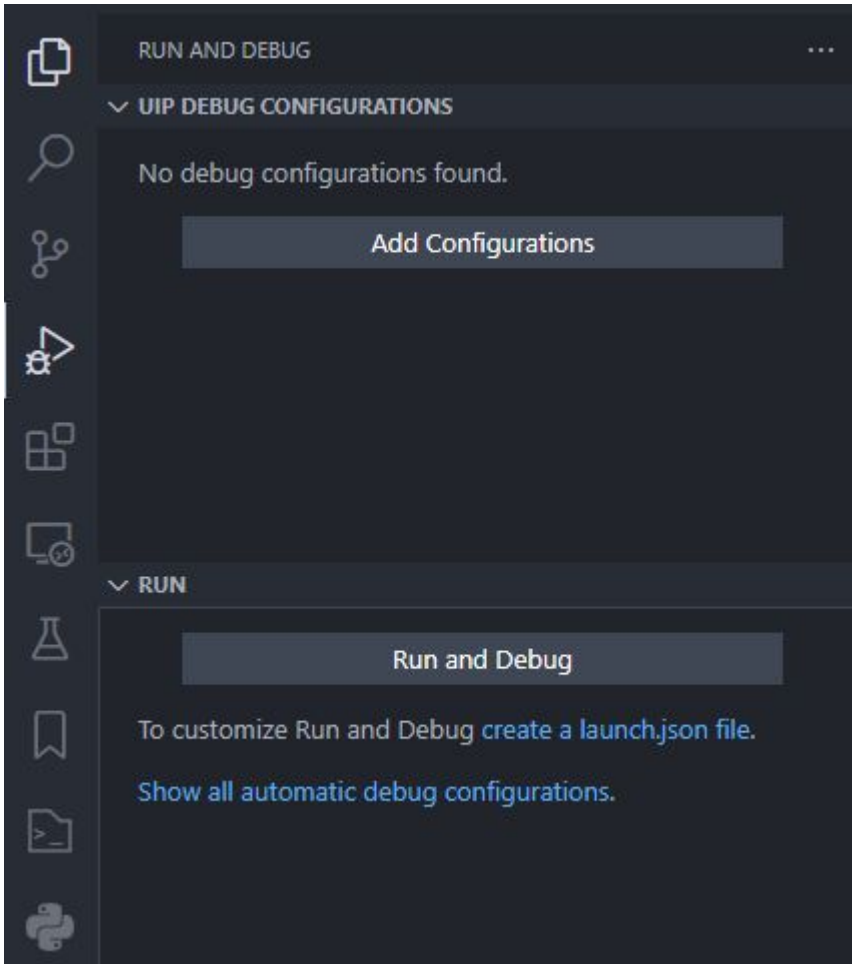 RUN AND DEBUG
UIP DEBUG CONFIGURATIONS
No debug configurations found.
Add Configurations
RUN
Run and Debug
To customize Run and Debug create a launch.json file.
Show all automatic debug configurations.